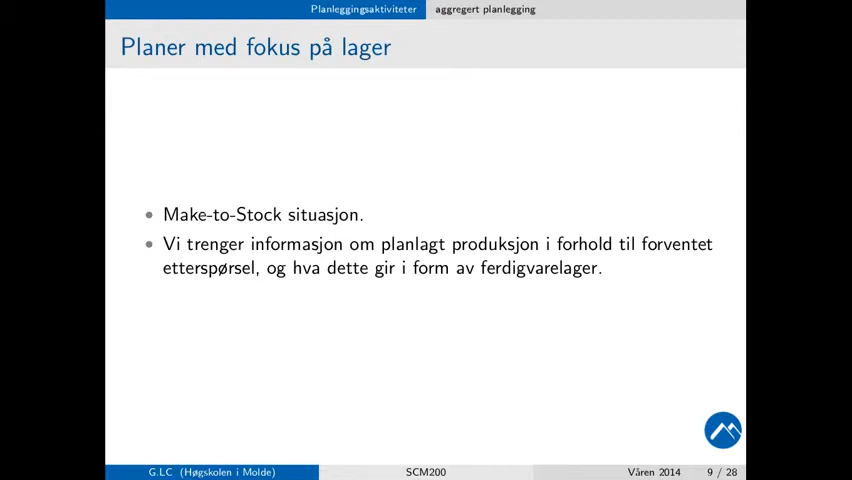 Planleggingsaktiviteter aggregert planlegging
Planer med fokus på lager
• Make-to-Stock situasjon.
• Vi trenger informasjon om planlagt produksjon i forhold til forventet
etterspørsel, og hva dette gir i form av ferdigvarelager.
G.LC (Høgskolen i Molde) SCM200 Våren 2014 9 / 28